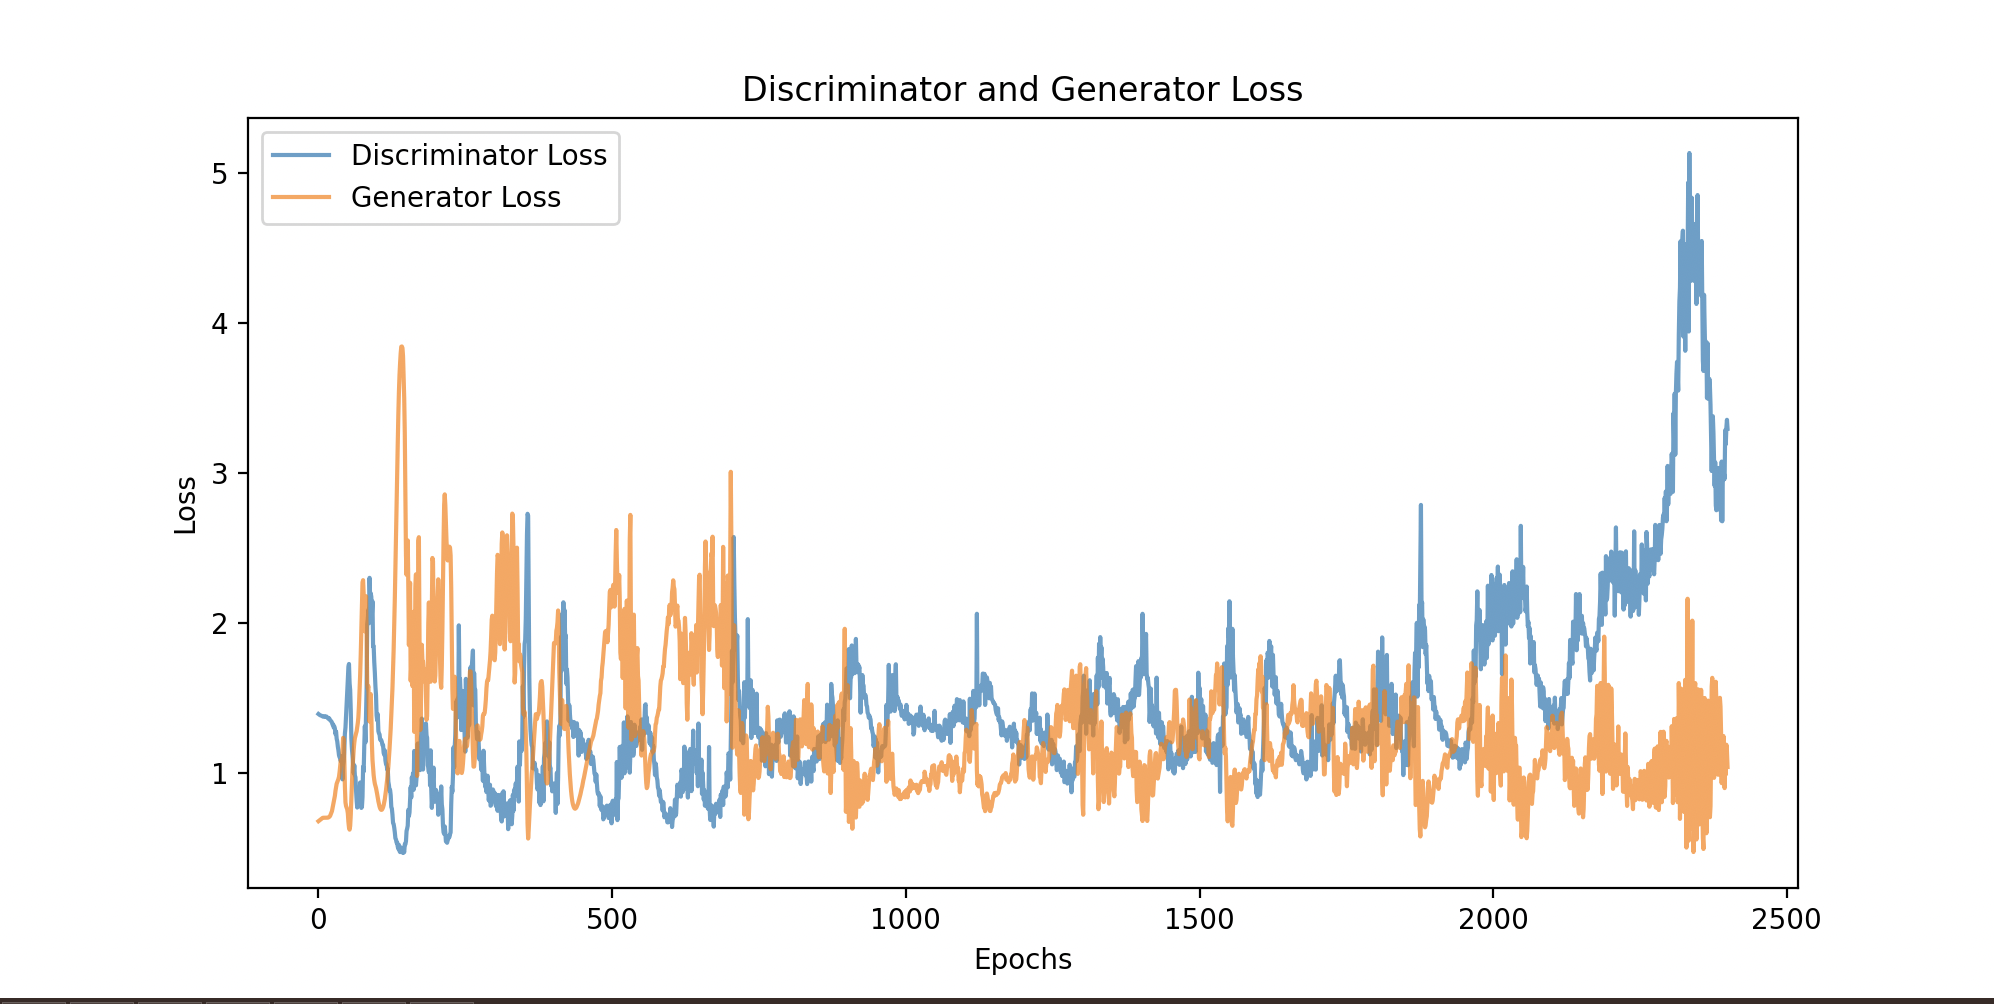 Discriminator and Generator Loss
Discriminator Loss
Generator Loss
5
4
3
2
1
Loss
0 500 1000 1500 2000 2500
Epochs